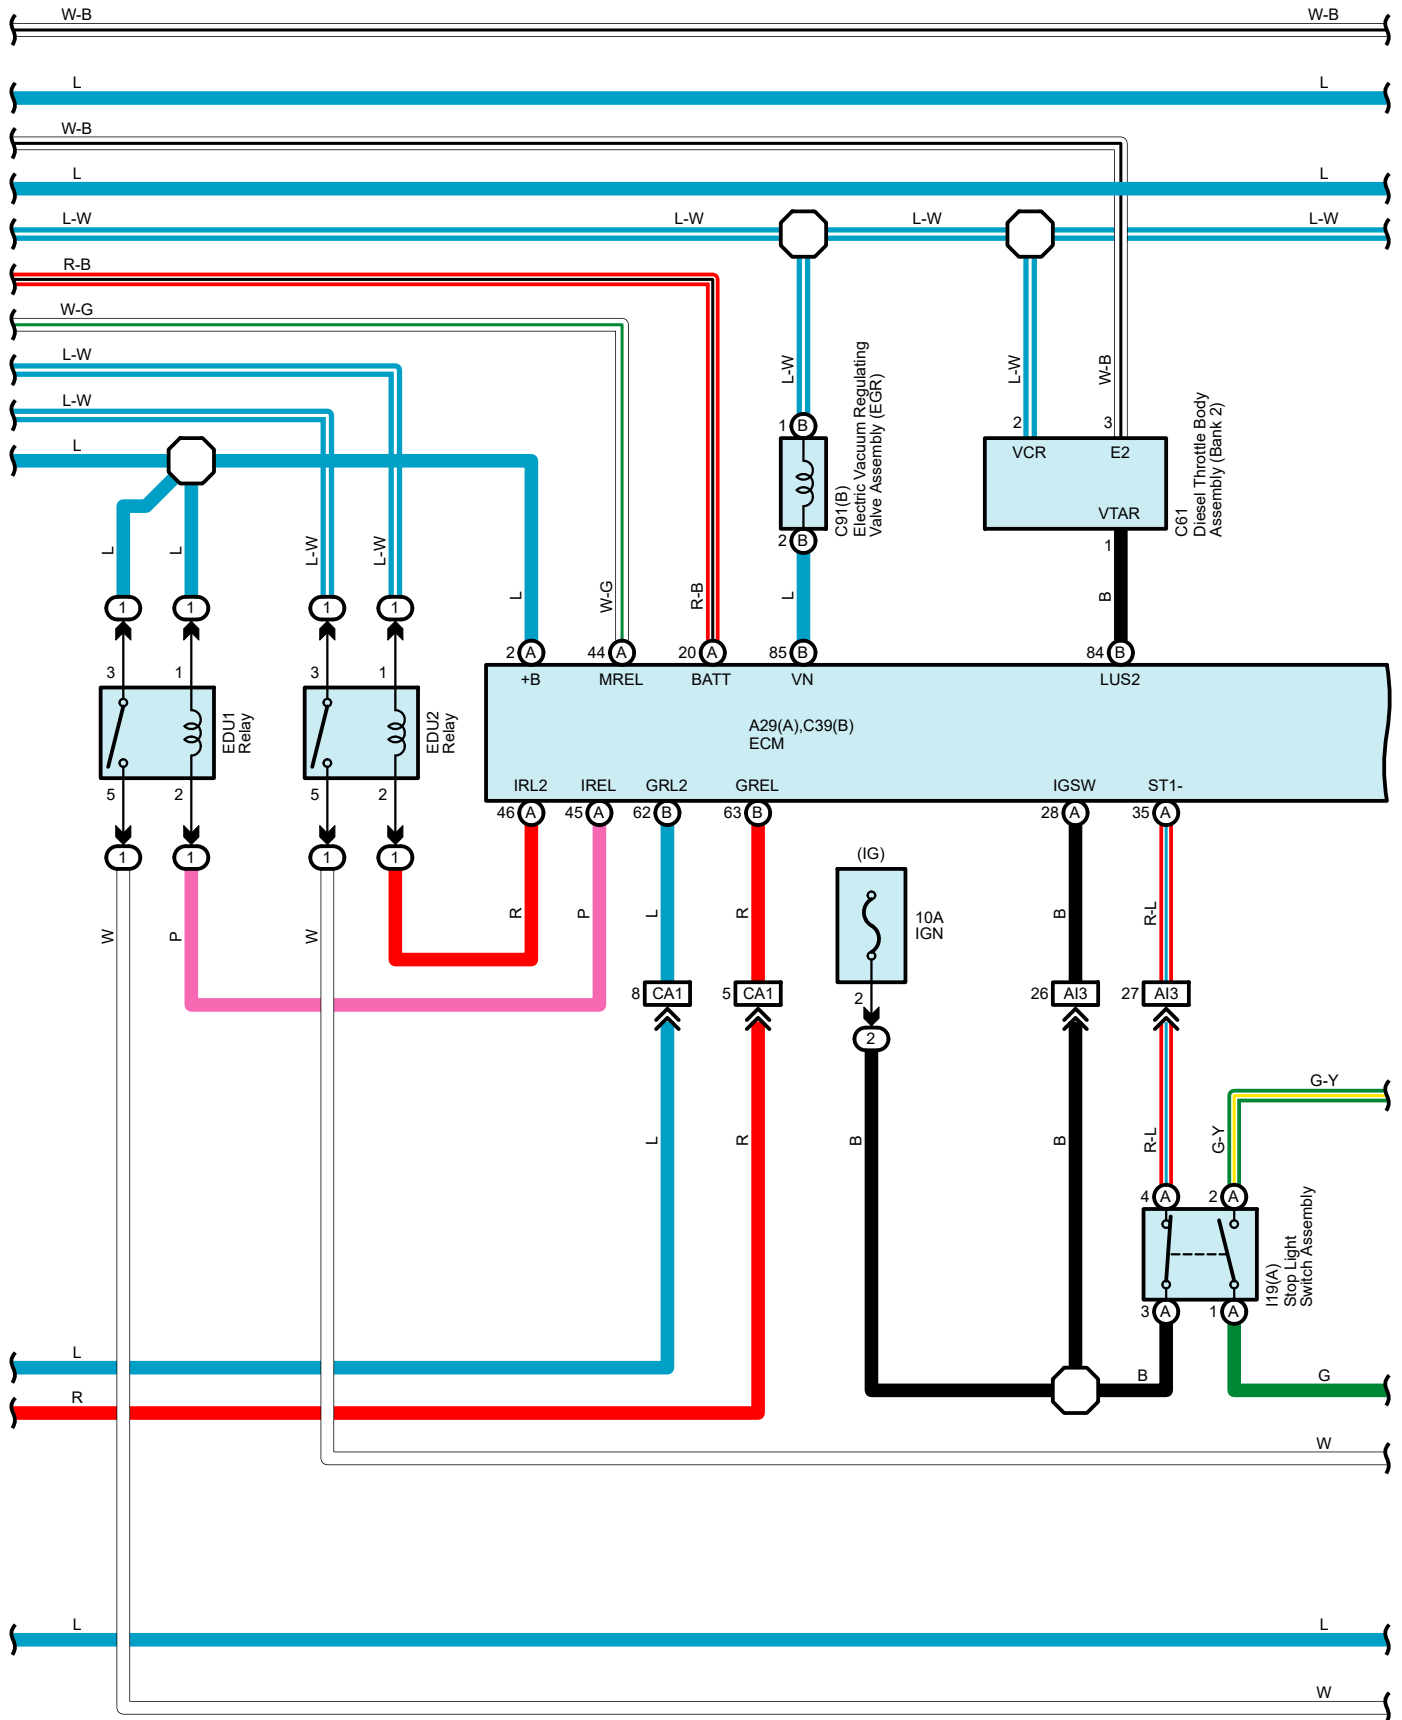 W-B W-B
L L
W-B
L L
L-W L-W L-W L-W
R-B
W-G
L-W
L-W
L
L-W
L-W
W-B
1 B
2 3
VCR E2
VTAR
C91(B)
Electric Vacuum Regulating
Valve Assembly (EGR)
C61
Diesel Throttle Body
Assembly (Bank 2)
2 B
1
L L L-W L-W
L W-G R-B L B
1 1 1 1
2 A 44 A 20 A 85 B 84 B
3 1 3 1
+B MREL BATT VN LUS2
EDU1
Relay
EDU2
Relay
A29(A),C39(B)
ECM
IRL2 IREL GRL2 GREL IGSW ST1-
5 2 5 2
46 A 45 A 62 B 63 B 28 A 35 A
1 1 1 1
(IG)
10A
IGN
W P W R P L R B R-L
8 CA1 5 CA1 2 26 AI3 27 AI3
2
G-Y
L R B B R-L G-Y
4 A 2 A
I19(A)
Stop Light
Switch Assembly
3 A 1 A
L
B G
R
W
L L
W